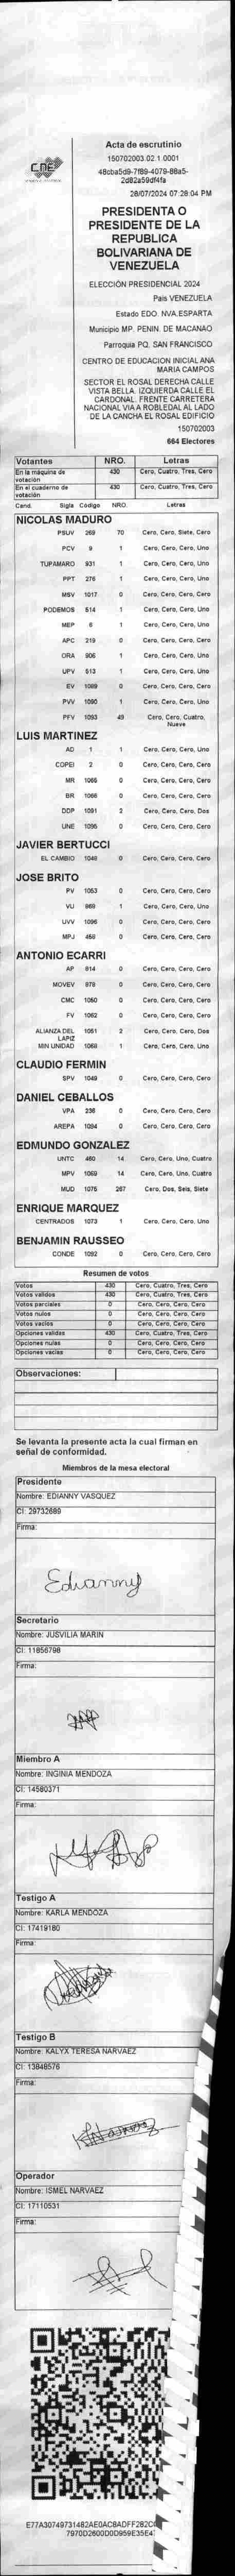 CNE
Acta de escrutinio
150702003.02.1.0001
48cba5d9-7f89-4079-88a5-
2d82a59df4fa
28/07/2024 07:28:04 PM
PRESIDENTA O
PRESIDENTE DE LA
REPUBLICA
BOLIVARIANA DE
VENEZUELA
ELECCIÓN PRESIDENCIAL 2024
Pais VENEZUELA
Estado EDO. NVA.ESPARTA
Municipio MP. PENIN. DE MACANAO
Parroquia PQ. SAN FRANCISCO
CENTRO DE EDUCACION INICIAL ANA
MARIA CAMPOS
SECTOR EL ROSAL DERECHA CALLE
VISTA BELLA. IZQUIERDA CALLE EL
CARDONAL. FRENTE CARRETERA
NACIONAL VIA A ROBLEDAL AL LADO
DE LA CANCHA EL ROSAL EDIFICIO
150702003
664 Electores
Votantes NRO. Letras
En la máquina de votación 430 Cero, Cuatro, Tres, Cero
En el cuaderno de votación 430 Cero, Cuatro, Tres, Cero
Cand. Sigla Código NRO. Letras
NICOLAS MADURO
PSUV 269 70 Cero, Cero, Siete, Cero
PCV 9 1 Cero, Cero, Cero, Uno
TUPAMARO 931 1 Cero, Cero, Cero, Uno
PPT 276 1 Cero, Cero, Cero, Uno
MSV 1017 0 Cero, Cero, Cero, Cero
PODEMOS 514 1 Cero, Cero, Cero, Uno
MEP 6 1 Cero, Cero, Cero, Uno
APC 219 0 Cero, Cero, Cero, Cero
ORA 906 1 Cero, Cero, Cero, Uno
UPV 513 1 Cero, Cero, Cero, Uno
EV 1089 0 Cero, Cero, Cero, Cero
PVV 1090 1 Cero, Cero, Cero, Uno
PFV 1093 49 Cero, Cero, Cuatro,
Nueve
LUIS MARTINEZ
AD 1 1 Cero, Cero, Cero, Uno
COPEI 2 0 Cero, Cero, Cero, Cero
MR 1065 0 Cero, Cero, Cero, Cero
BR 1066 0 Cero, Cero, Cero, Cero
DDP 1091 2 Cero, Cero, Cero, Dos
UNE 1095 0 Cero, Cero, Cero, Cero
JAVIER BERTUCCI
EL CAMBIO 1048 0 Cero, Cero, Cero, Cero
JOSE BRITO
PV 1053 0 Cero, Cero, Cero, Cero
VU 869 1 Cero, Cero, Cero, Uno
UVV 1096 0 Cero, Cero, Cero, Cero
MPJ 458 0 Cero, Cero, Cero, Cero
ANTONIO ECARRI
AP 814 0 Cero, Cero, Cero, Cero
MOVEV 878 0 Cero, Cero, Cero, Cero
CMC 1050 0 Cero, Cero, Cero, Cero
FV 1052 0 Cero, Cero, Cero, Cero
ALIANZA DEL 1051 2 Cero, Cero, Cero, Dos
LAPIZ
MIN UNIDAD 1068 1 Cero, Cero, Cero, Uno
CLAUDIO FERMIN
SPV 1049 0 Cero, Cero, Cero, Cero
DANIEL CEBALLOS
VPA 236 0 Cero, Cero, Cero, Cero
AREPA 1094 0 Cero, Cero, Cero, Cero
EDMUNDO GONZALEZ
UNTC 460 14 Cero, Cero, Uno, Cuatro
MPV 1069 14 Cero, Cero, Uno, Cuatro
MUD 1075 267 Cero, Dos, Seis, Siete
ENRIQUE MARQUEZ
CENTRADOS 1073 1 Cero, Cero, Cero, Uno
BENJAMIN RAUSSEO
CONDE 1092 0 Cero, Cero, Cero, Cero
Resumen de votos
Votos 430 Cero, Cuatro, Tres, Cero
Votos validos 430 Cero, Cuatro, Tres, Cero
Votos parciales 0 Cero, Cero, Cero, Cero
Votos nulos 0 Cero, Cero, Cero, Cero
Votos vacios 0 Cero, Cero, Cero, Cero
Opciones validas 430 Cero, Cuatro, Tres, Cero
Opciones nulas 0 Cero, Cero, Cero, Cero
Opciones vacias 0 Cero, Cero, Cero, Cero
Observaciones:
Se levanta la presente acta la cual firman en
señal de conformidad.
Miembros de la mesa electoral
Presidente
Nombre: EDIANNY VASQUEZ
CI: 29732689
Firma:
Edianny
Secretario
Nombre: JUSVILIA MARIN
CI: 11856798
Firma:
Miembro A
Nombre: INGINIA MENDOZA
CI: 14580371
Firma:
Testigo A
Nombre: KARLA MENDOZA
CI: 17419180
Firma:
Testigo B
Nombre: KALYX TERESA NARVAEZ
CI: 13848576
Firma:
Operador
Nombre: ISMEL NARVAEZ
CI: 17110531
Firma:
E77A30749731482AE0AC8ADFF282C
7970D2600D0D959E35E4